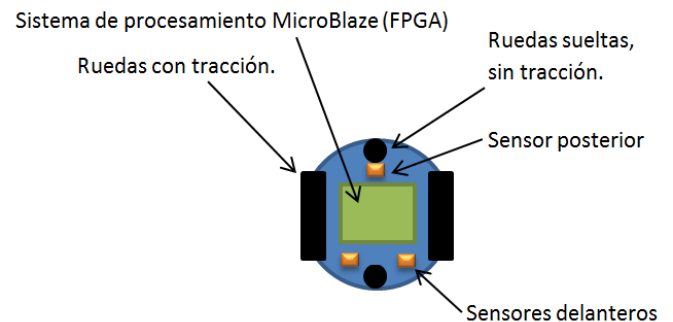 Sistema de procesamiento MicroBlaze (FPGA)
Ruedas con tracción.
Ruedas sueltas,
sin tracción.
Sensor posterior
Sensores delanteros